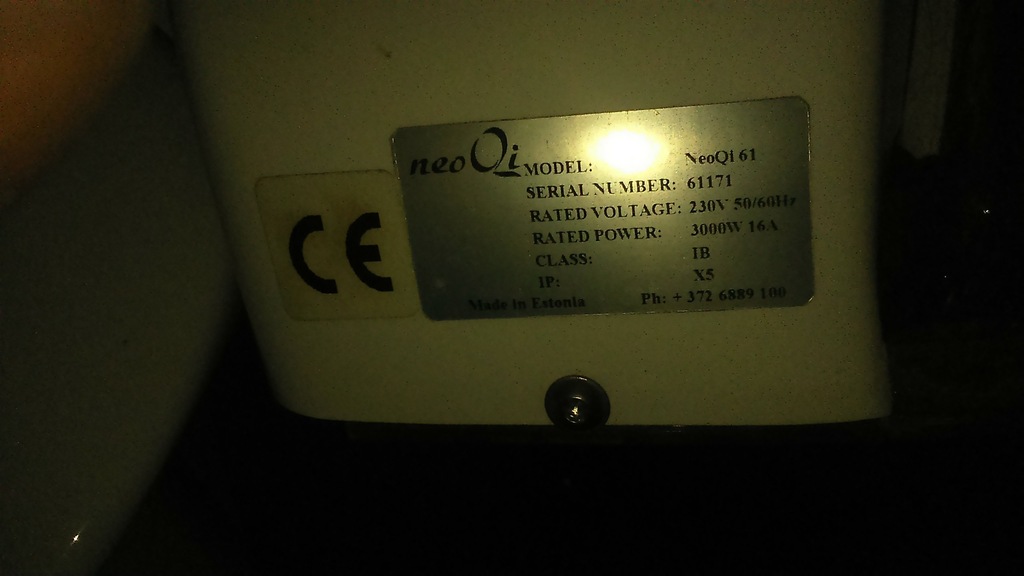 neoQi
MODEL: NeoQi 61
SERIAL NUMBER: 61171
RATED VOLTAGE: 230V 50/60Hz
RATED POWER: 3000W 16A
CLASS: IB
IP: X5
Made in Estonia Ph: + 372 6889 100
CE